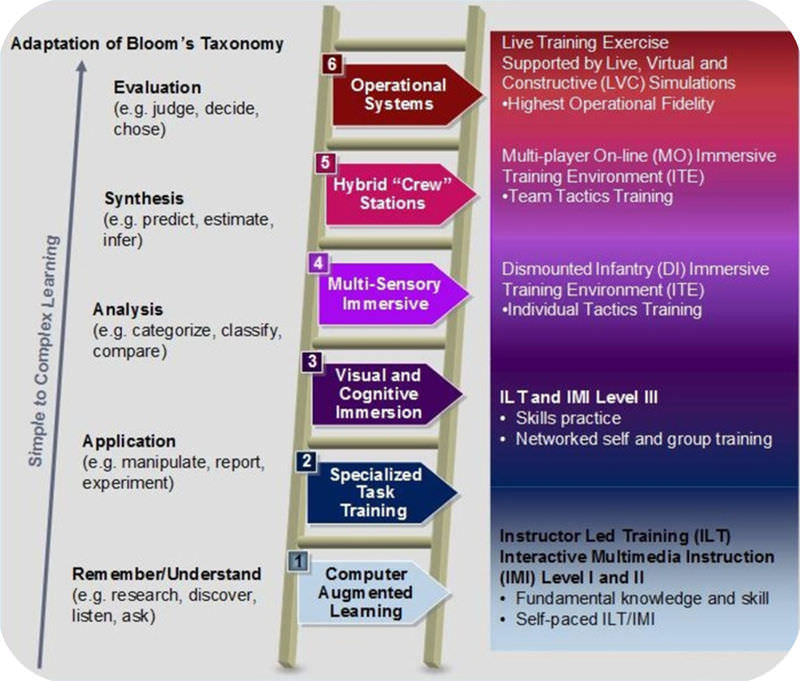 Adaptation of Bloom's Taxonomy
Simple to Complex Learning
Evaluation
(e.g. judge, decide,
chose)
Synthesis
(e.g. predict, estimate,
infer)
Analysis
(e.g. categorize, classify,
compare)
Application
(e.g. manipulate, report,
experiment)
Remember/Understand
(e.g. research, discover,
listen, ask)
6
Operational
Systems
5
Hybrid "Crew"
Stations
4
Multi-Sensory
Immersive
3
Visual and
Cognitive
Immersion
2
Specialized
Task
Training
1
Computer
Augmented
Learning
Live Training Exercise
Supported by Live, Virtual and
Constructive (LVC) Simulations
•Highest Operational Fidelity
Multi-player On-line (MO) Immersive
Training Environment (ITE)
•Team Tactics Training
Dismounted Infantry (DI) Immersive
Training Environment (ITE)
•Individual Tactics Training
ILT and IMI Level III
• Skills practice
• Networked self and group training
Instructor Led Training (ILT)
Interactive Multimedia Instruction
(IMI) Level I and II
• Fundamental knowledge and skill
• Self-paced ILT/IMI